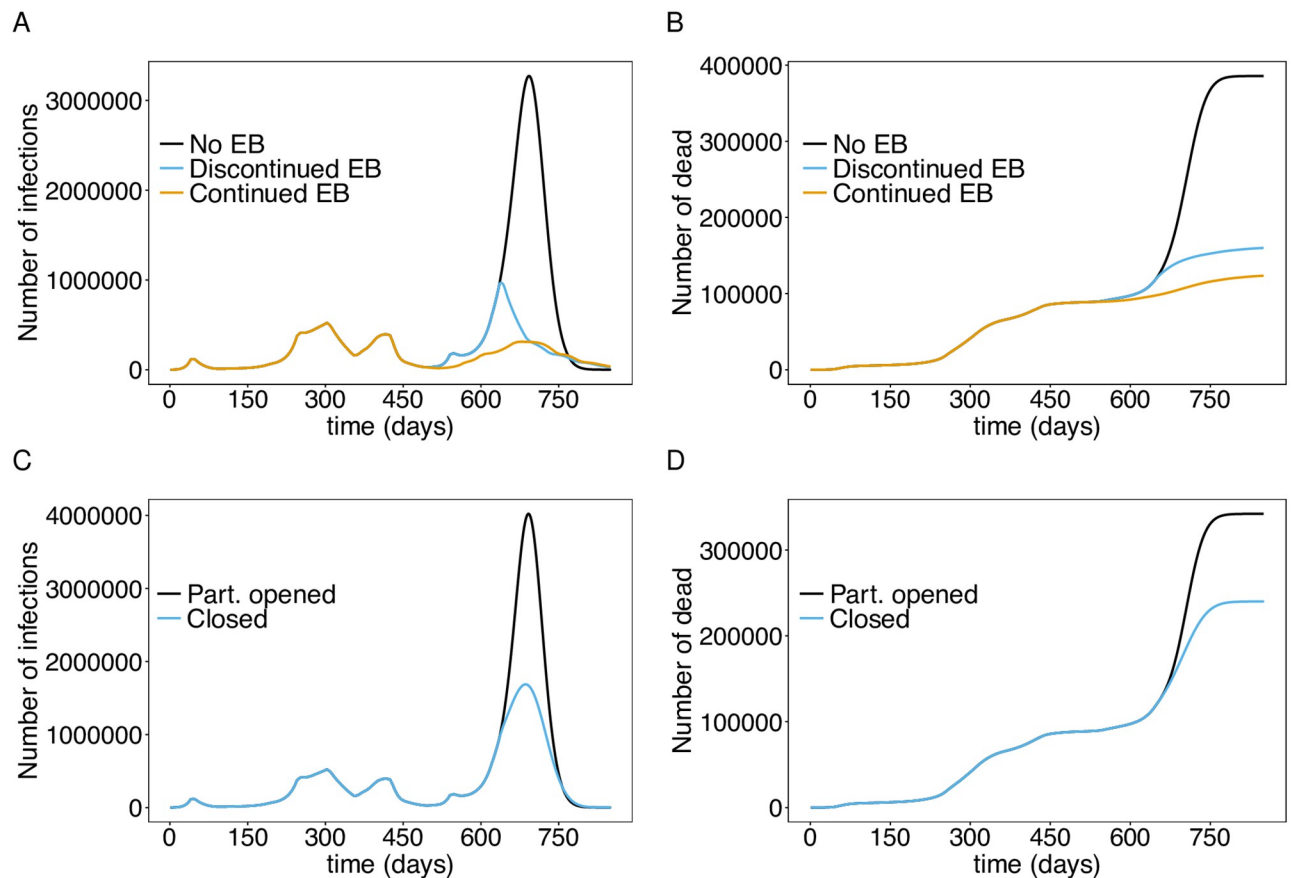 A
Number of infections
3000000
2000000
1000000
0
No EB
Discontinued EB
Continued EB
0 150 300 450 600 750
time (days)
B
Number of dead
400000
300000
200000
100000
0
No EB
Discontinued EB
Continued EB
0 150 300 450 600 750
time (days)
C
Number of infections
4000000
3000000
2000000
1000000
0
Part. opened
Closed
0 150 300 450 600 750
time (days)
D
Number of dead
300000
200000
100000
0
Part. opened
Closed
0 150 300 450 600 750
time (days)